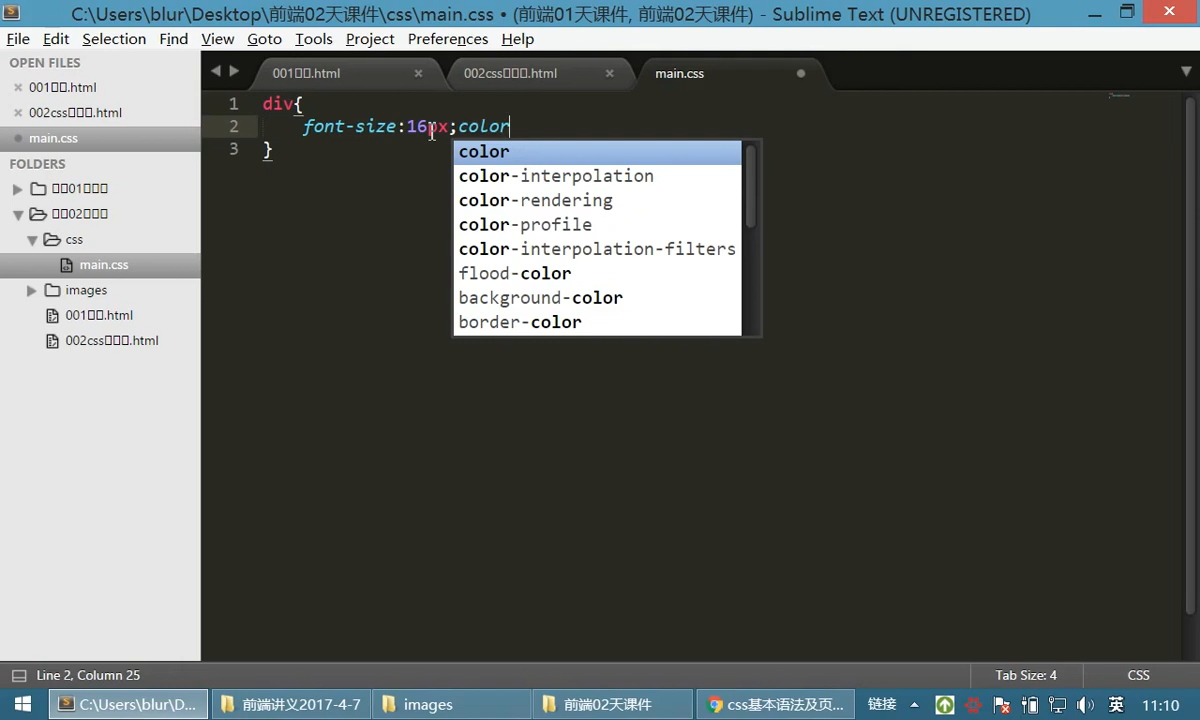 C:\Users\blur\Desktop\前端02天课件\css\main.css • (前端01天课件, 前端02天课件) - Sublime Text (UNREGISTERED)
File Edit Selection Find View Goto Tools Project Preferences Help
OPEN FILES
001□□.html
002css□□□.html
main.css
FOLDERS
□□01□□□
□□02□□□
css
main.css
images
001□□.html
002css□□□.html
001□□.html
002css□□□.html
main.css
1 div{
2 font-size:16px;color
3 }
color
color-interpolation
color-rendering
color-profile
color-interpolation-filters
flood-color
background-color
border-color
Line 2, Column 25
Tab Size: 4
CSS
C:\Users\blur\D...
前端讲义2017-4-7
images
前端02天课件
css基本语法及页...
链接
英
11:10